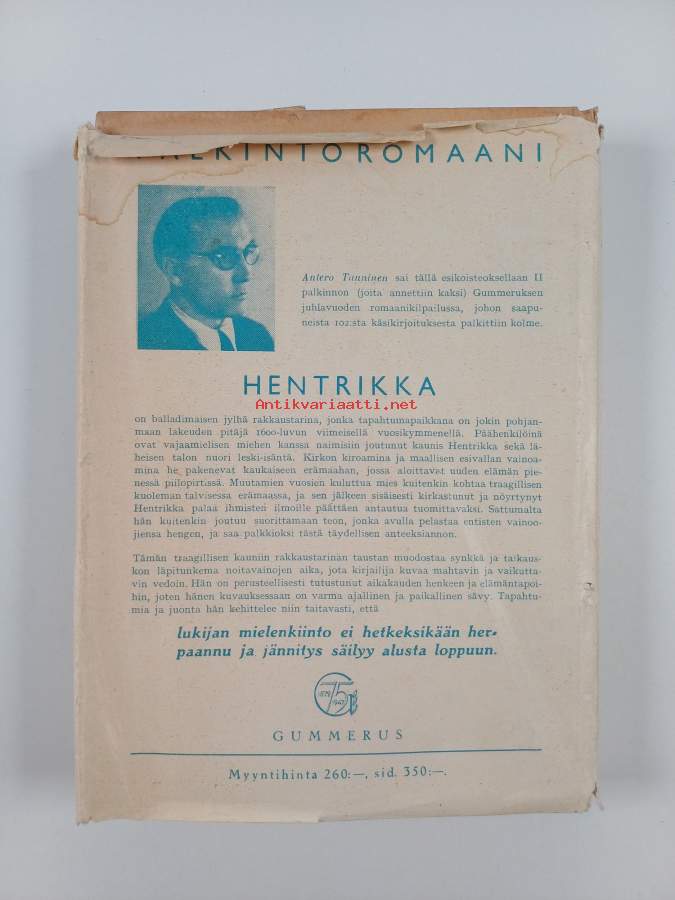 PALKINTOROMAANI
Antero Tanninen sai tällä esikoisteoksellaan II
palkinnon (joita annettiin kaksi) Gummeruksen
juhlavuoden romaanikilpailussa, johon saapu-
neista 102:sta käsikirjoituksesta palkittiin kolme.
HENTRIKKA
Antikvariaatti.net
on balladimaisen jylhä rakkaustarina, jonka tapahtumapaikkana on jokin pohjan-
maan lakeuden pitäjä 1600-luvun viimeisellä vuosikymmenellä. Päähenkilöinä
ovat vajaamielisen miehen kanssa naimisiin joutunut kaunis Hentrikka sekä lä-
heisen talon nuori leski-isäntä. Kirkon kiroamina ja maallisen esivallan vainoa-
mina he pakenevat kaukaiseen erämaahan, jossa aloittavat uuden elämän pie-
nessä piilopirtissä. Muutamien vuosien kuluttua mies kuitenkin kohtaa traagillisen
kuoleman talvisessa erämaassa, ja sen jälkeen sisäisesti kirkastunut ja nöyrtynyt
Hentrikka palaa ihmisten ilmoille päättäen antautua tuomittavaksi. Sattumalta
hän kuitenkin joutuu suorittamaan teon, jonka avulla pelastaa entisten vainoo-
jiensa hengen, ja saa palkkioksi tästä täydellisen anteeksiannon.
Tämän traagillisen kauniin rakkaustarinan taustan muodostaa synkkä ja taikaus-
kon läpitunkema noitavainojen aika, jota kirjailija kuvaa mahtavin ja vaikutta-
vin vedoin. Hän on perusteellisesti tutustunut aikakauden henkeen ja elämäntapoi-
hin, joten hänen kuvauksessaan on varma ajallinen ja paikallinen sävy. Tapahtu-
mia ja juonta hän kehittelee niin taitavasti, että
lukijan mielenkiinto ei hetkeksikään her-
paannu ja jännitys säilyy alusta loppuun.
1872 75 1947
GUMMERUS
Myyntihinta 260:—, sid. 350:—.